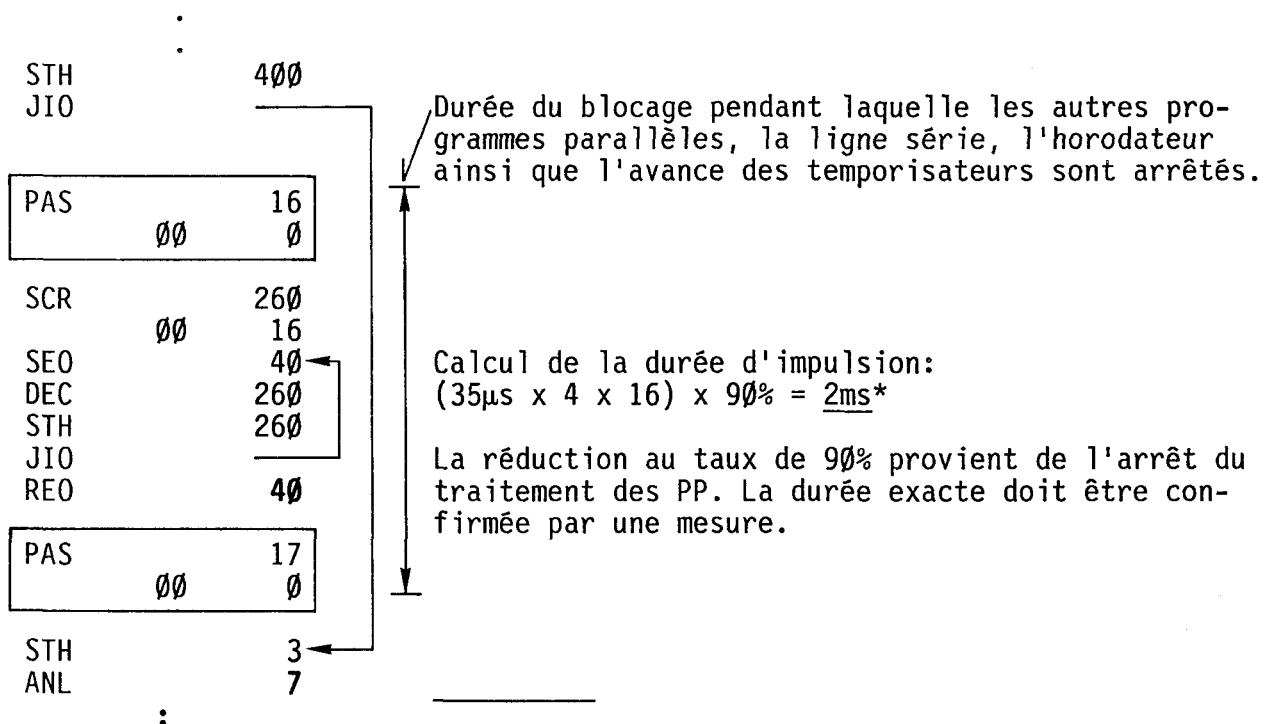 STH 4ØØ
JIO
Durée du blocage pendant laquelle les autres pro-
grammes parallèles, la ligne série, l'horodateur
ainsi que l'avance des temporisateurs sont arrêtés.
PAS 16
ØØ Ø
SCR 26Ø
ØØ 16
SEO 4Ø
DEC 26Ø
STH 26Ø
JIO
REO 4Ø
Calcul de la durée d'impulsion:
(35µs x 4 x 16) x 9Ø% = 2ms*
La réduction au taux de 9Ø% provient de l'arrêt du
traitement des PP. La durée exacte doit être con-
firmée par une mesure.
PAS 17
ØØ Ø
STH 3
ANL 7